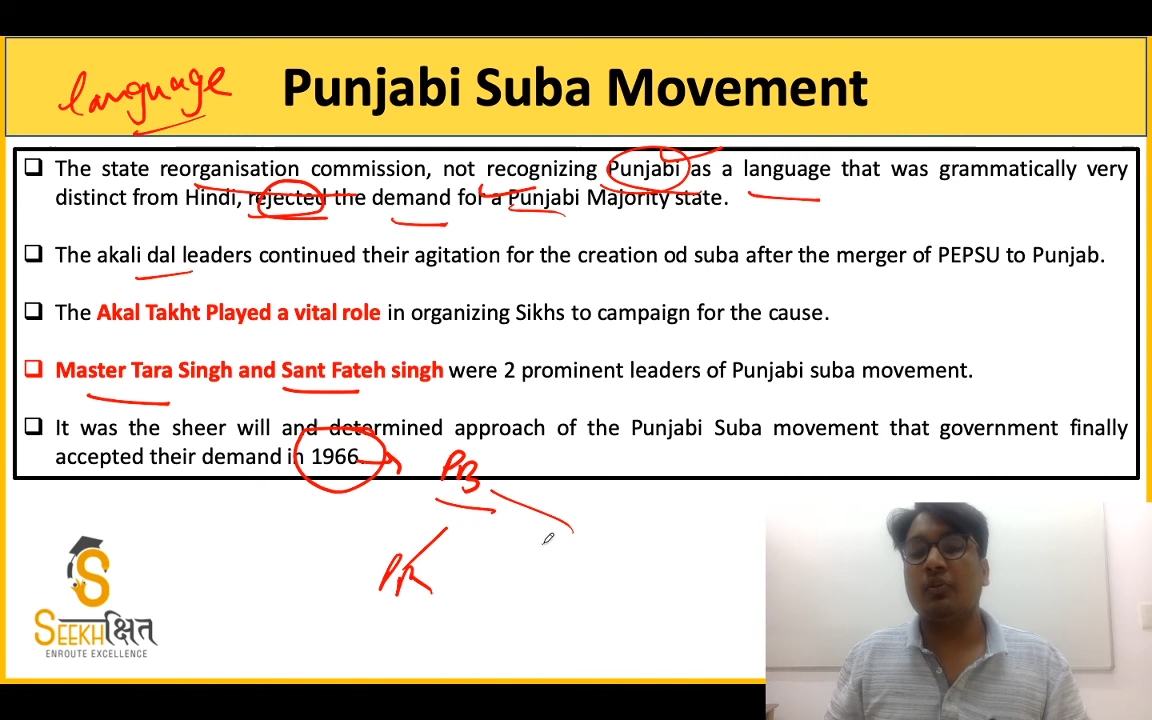 language
Punjabi Suba Movement
❑ The state reorganisation commission, not recognizing Punjabi as a language that was grammatically very
distinct from Hindi, rejected the demand for a Punjabi Majority state.
❑ The akali dal leaders continued their agitation for the creation od suba after the merger of PEPSU to Punjab.
❑ The Akal Takht Played a vital role in organizing Sikhs to campaign for the cause.
❑ Master Tara Singh and Sant Fateh singh were 2 prominent leaders of Punjabi suba movement.
❑ It was the sheer will and determined approach of the Punjabi Suba movement that government finally
accepted their demand in 1966.
PB
SEEKHक्षित
ENROUTE EXCELLENCE